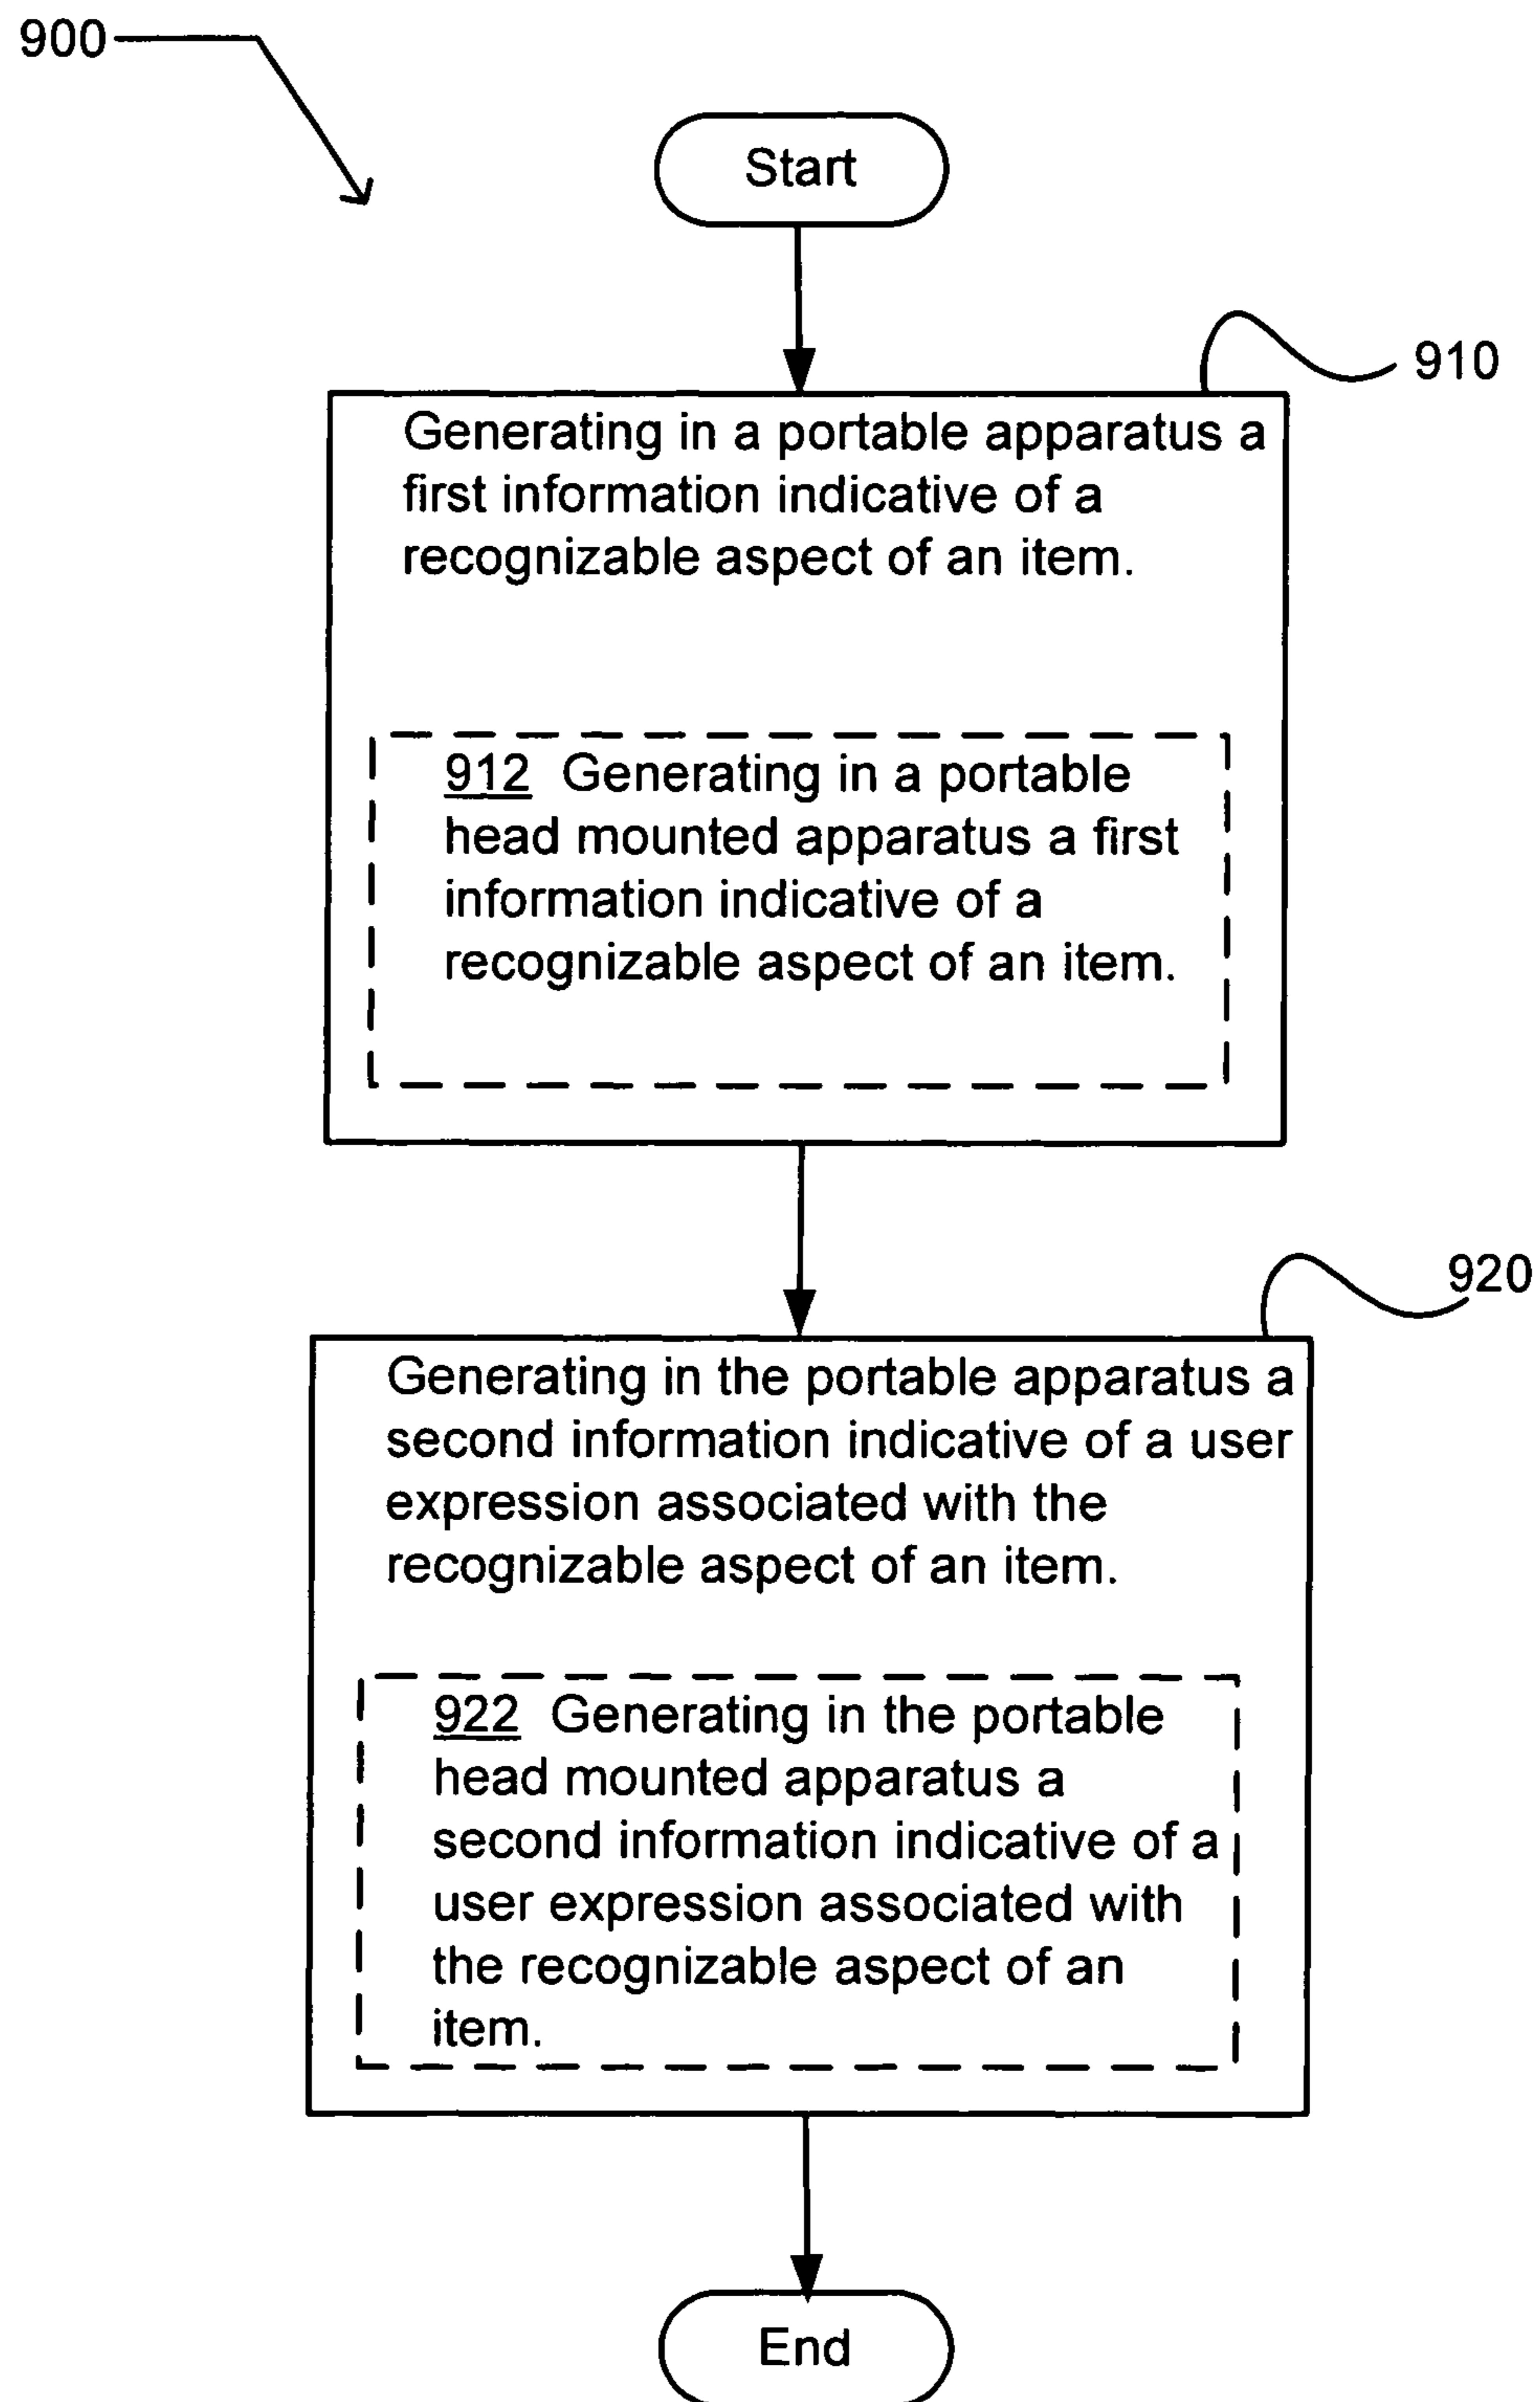 900
Start
910
Generating in a portable apparatus a
first information indicative of a
recognizable aspect of an item.
912 Generating in a portable
head mounted apparatus a first
information indicative of a
recognizable aspect of an item.
920
Generating in the portable apparatus a
second information indicative of a user
expression associated with the
recognizable aspect of an item.
922 Generating in the portable
head mounted apparatus a
second information indicative of a
user expression associated with
the recognizable aspect of an
item.
End